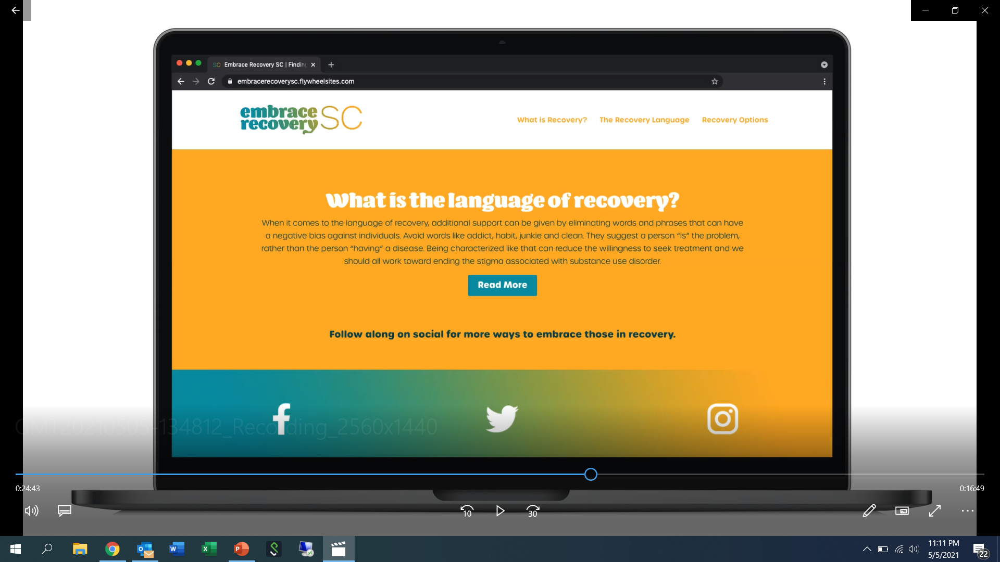 SC Embrace Recovery SC | Finding
embracerecoverysc.flywheelsites.com
embrace
recovery SC
What is Recovery? The Recovery Language Recovery Options
What is the language of recovery?
When it comes to the language of recovery, additional support can be given by eliminating words and phrases that can have
a negative bias against individuals. Avoid words like addict, habit, junkie and clean. They suggest a person “is” the problem,
rather than the person “having” a disease. Being characterized like that can reduce the willingness to seek treatment and we
should all work toward ending the stigma associated with substance use disorder.
Read More
Follow along on social for more ways to embrace those in recovery.
0:24:43
0:16:49
10
30
11:11 PM
5/5/2021
22